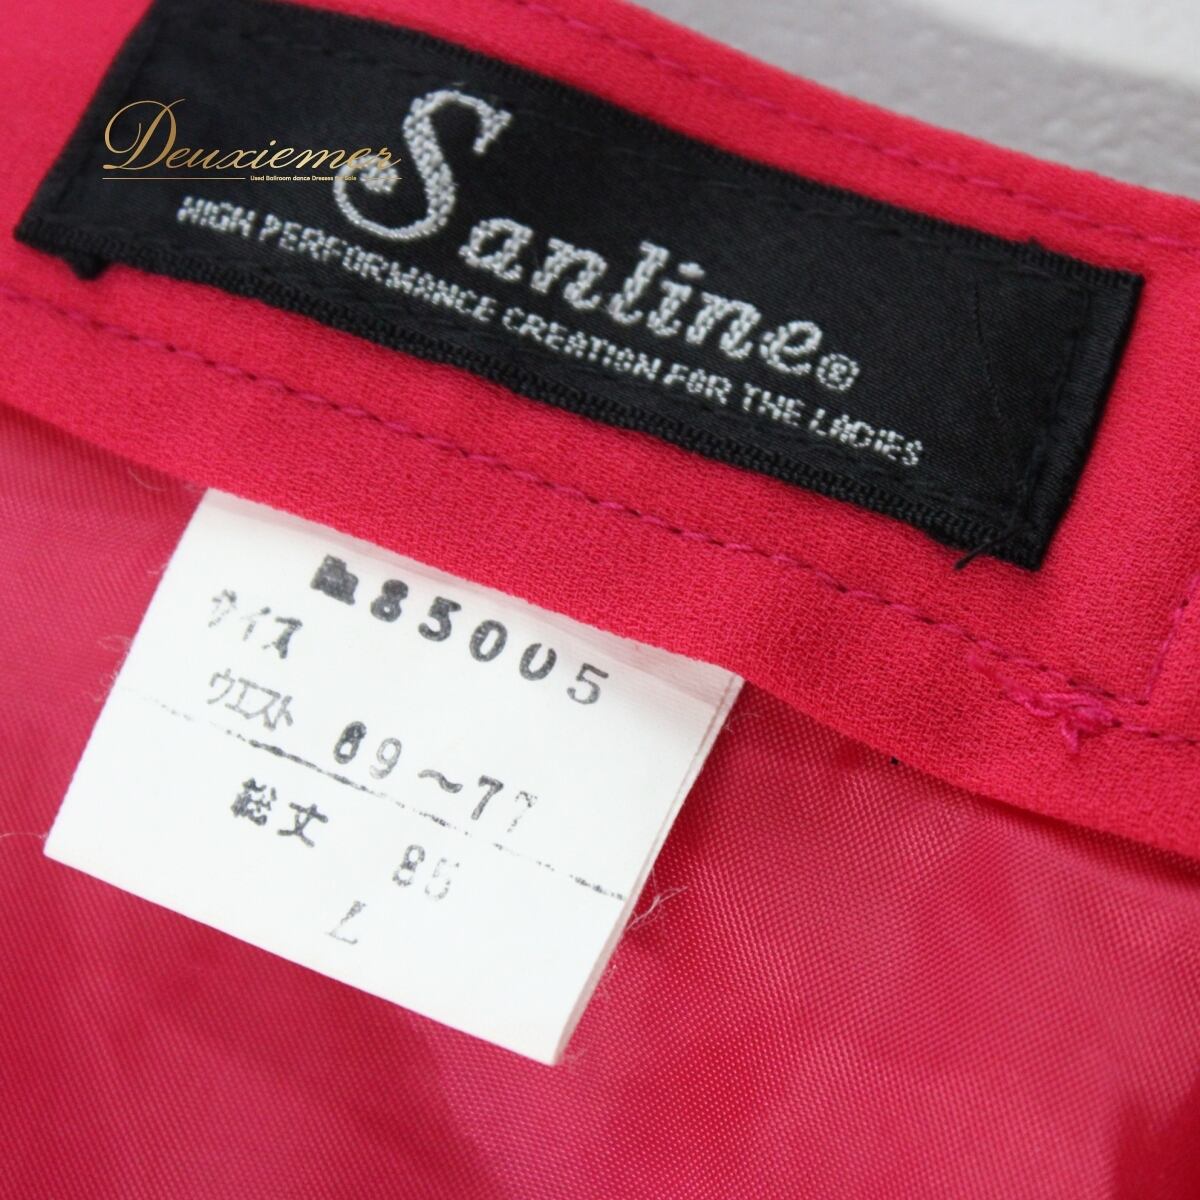 Deuxiemer
Used Ballroom dance Dresses for Sale
Sanline®
HIGH PERFORMANCE CREATION FOR THE LADIES
№85005
サイズ
ウエスト 69～77
総丈 85
L